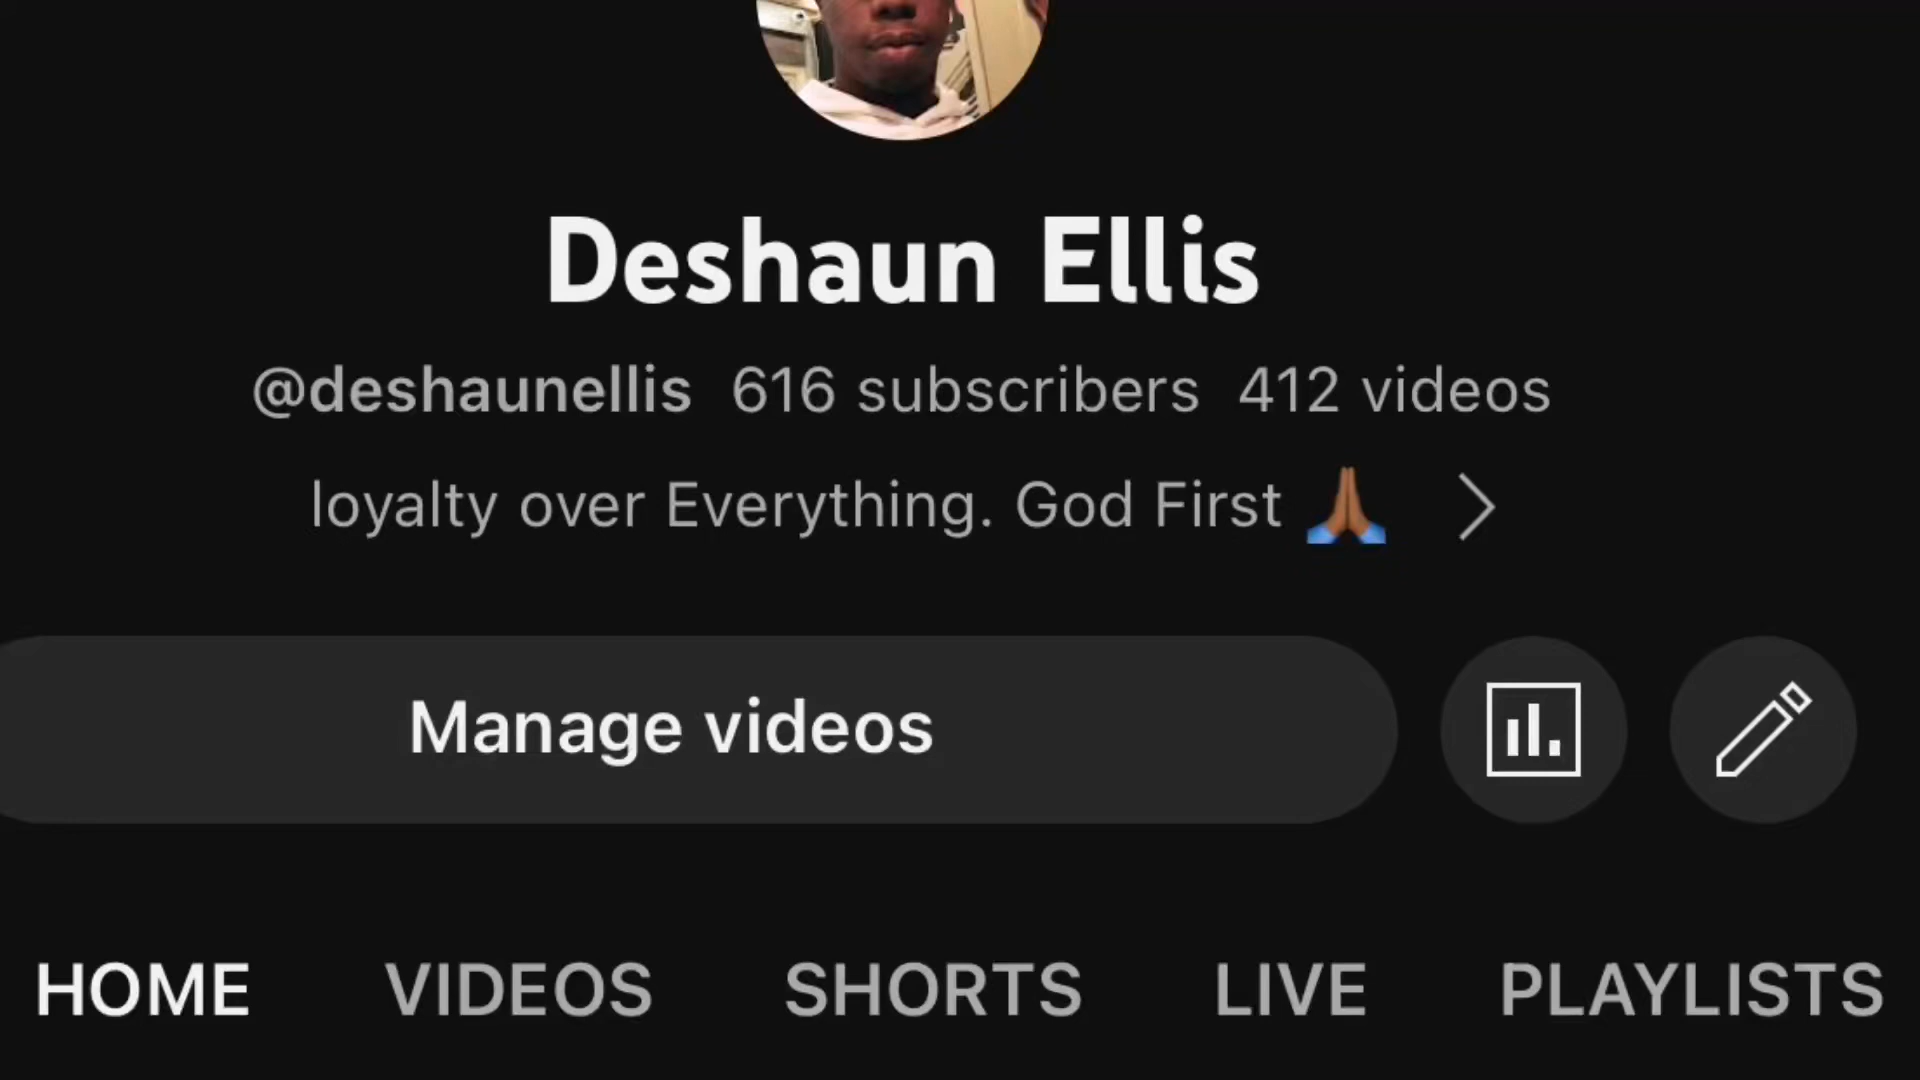 Deshaun Ellis
@deshaunellis 616 subscribers 412 videos
loyalty over Everything. God First 🙏🏾
Manage videos
HOME VIDEOS SHORTS LIVE PLAYLISTS